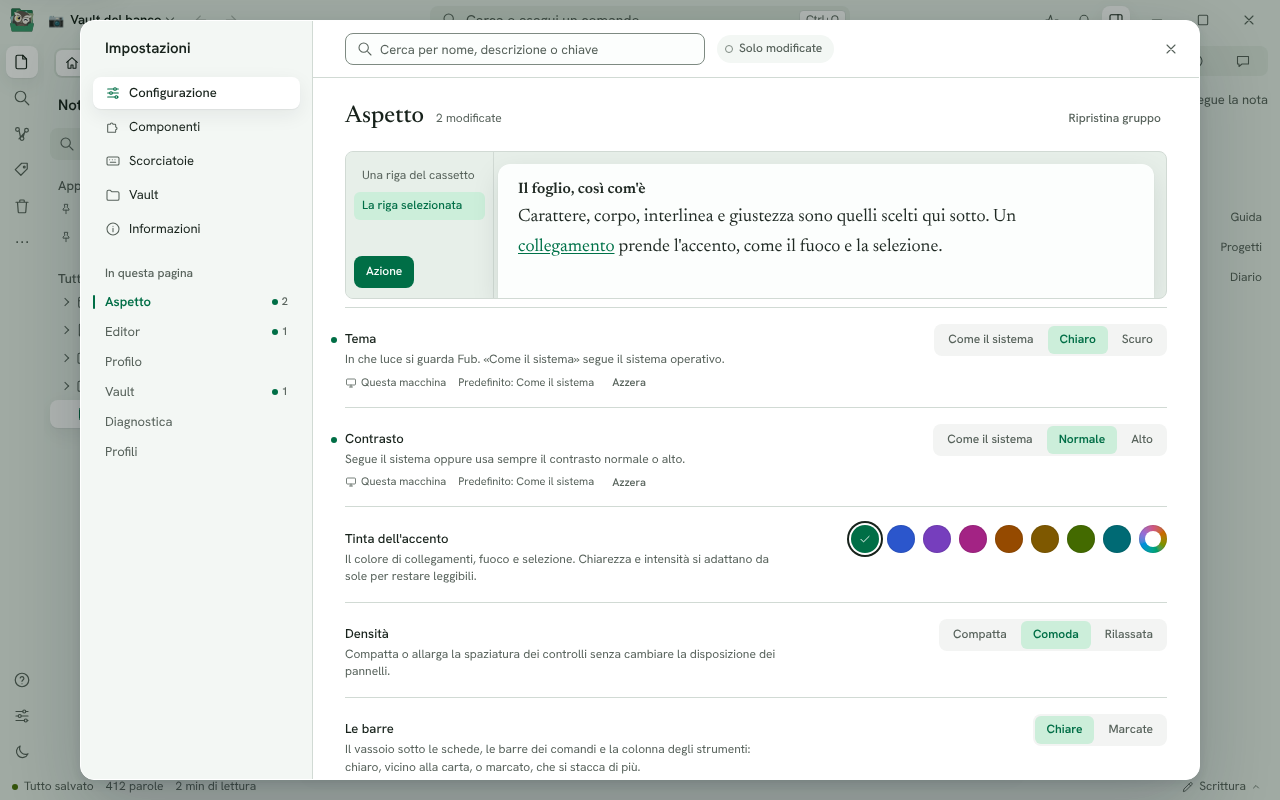 Vault del banco
Cerca o esegui un comando
Ctrl+O
Impostazioni
Configurazione
Componenti
Scorciatoie
Vault
Informazioni
In questa pagina
Aspetto
2
Editor
1
Profilo
Vault
1
Diagnostica
Profili
Cerca per nome, descrizione o chiave
Solo modificate
Aspetto
2 modificate
Ripristina gruppo
Una riga del cassetto
La riga selezionata
Azione
Il foglio, così com'è
Carattere, corpo, interlinea e giustezza sono quelli scelti qui sotto. Un
collegamento prende l'accento, come il fuoco e la selezione.
Tema
In che luce si guarda Fub. «Come il sistema» segue il sistema operativo.
Questa macchina
Predefinito: Come il sistema
Azzera
Come il sistema
Chiaro
Scuro
Contrasto
Segue il sistema oppure usa sempre il contrasto normale o alto.
Questa macchina
Predefinito: Come il sistema
Azzera
Come il sistema
Normale
Alto
Tinta dell'accento
Il colore di collegamenti, fuoco e selezione. Chiarezza e intensità si adattano da
sole per restare leggibili.
Densità
Compatta o allarga la spaziatura dei controlli senza cambiare la disposizione dei
pannelli.
Compatta
Comoda
Rilassata
Le barre
Il vassoio sotto le schede, le barre dei comandi e la colonna degli strumenti:
chiaro, vicino alla carta, o marcato, che si stacca di più.
Chiare
Marcate
Not
App
Tutt
egue la nota
Guida
Progetti
Diario
Tutto salvato
412 parole
2 min di lettura
Scrittura